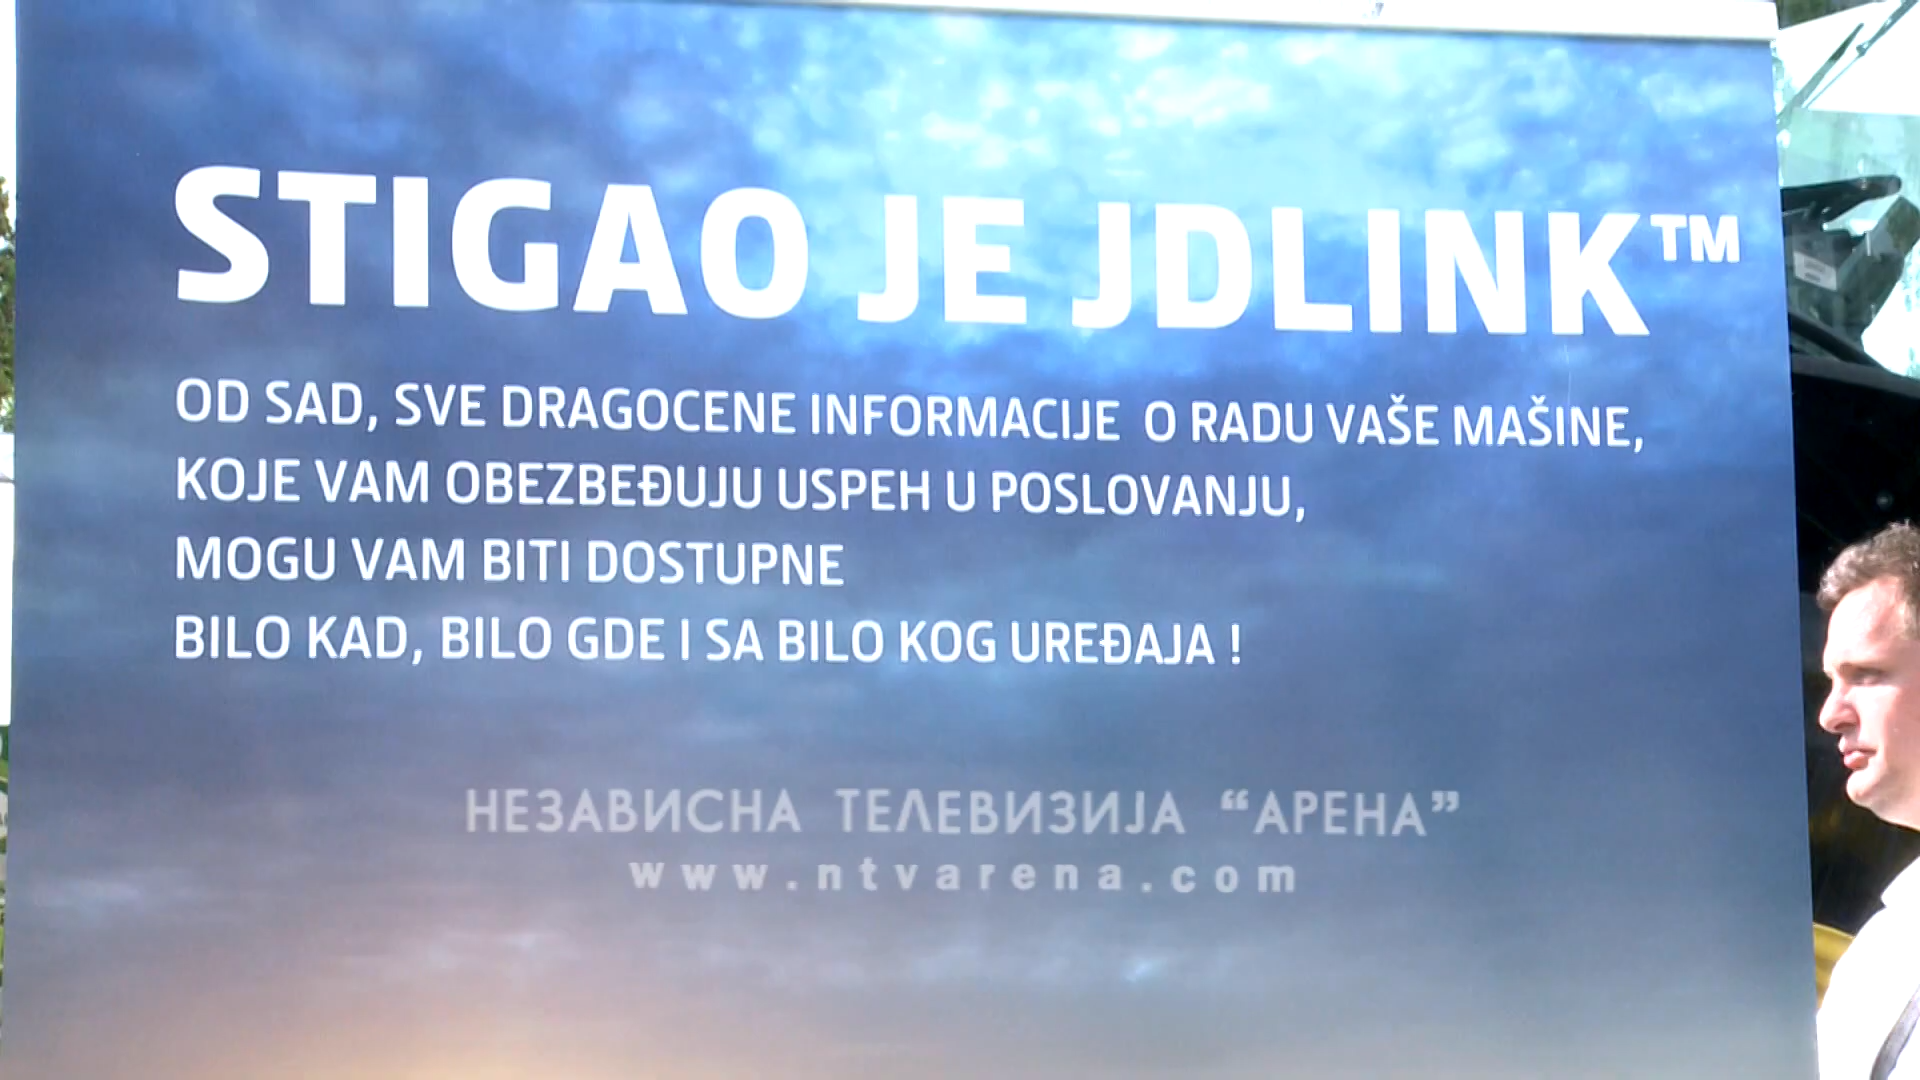 STIGAO JE JDLINK™
OD SAD, SVE DRAGOCENE INFORMACIJE O RADU VAŠE MAŠINE,
KOJE VAM OBEZBEĐUJU USPEH U POSLOVANJU,
MOGU VAM BITI DOSTUPNE
BILO KAD, BILO GDE I SA BILO KOG UREĐAJA !
НЕЗАВИСНА ТЕЛЕВИЗИЈА “АРЕНА”
www.ntvarena.com